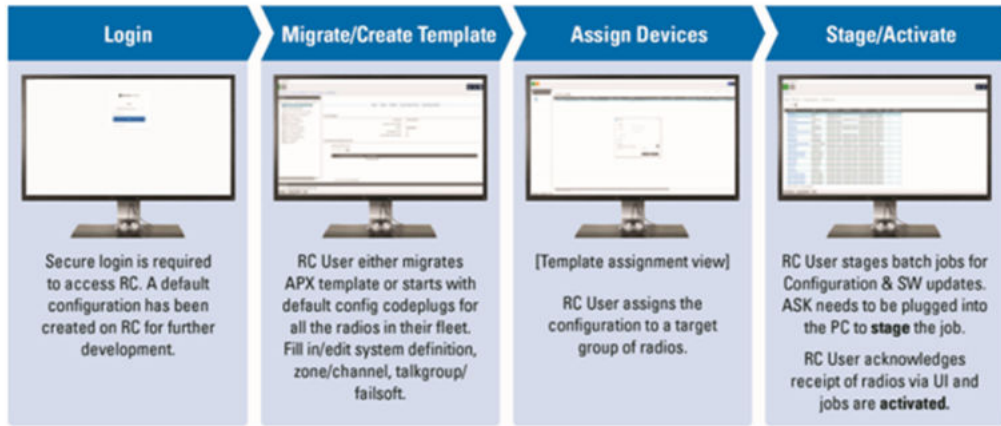 Login
Migrate/Create Template
Assign Devices
Stage/Activate
Secure login is required
to access RC. A default
configuration has been
created on RC for further
development.
RC User either migrates
APX template or starts with
default config codeplugs for
all the radios in their fleet.
Fill in/edit system definition,
zone/channel, talkgroup/
failsoft.
[Template assignment view]
RC User assigns the
configuration to a target
group of radios.
RC User stages batch jobs for
Configuration & SW updates.
ASK needs to be plugged into
the PC to stage the job.
RC User acknowledges
receipt of radios via UI and
jobs are activated.